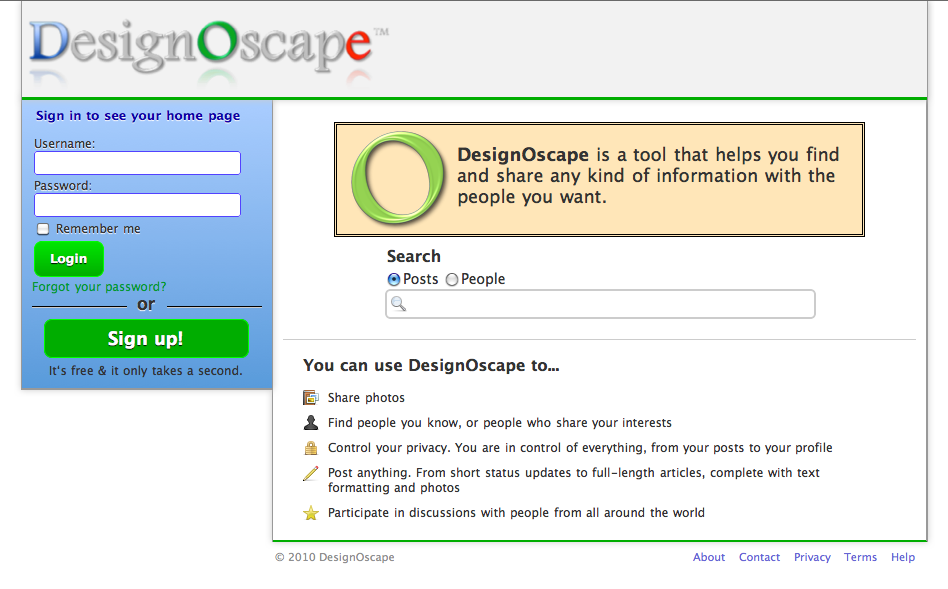 DesignOscape™
Sign in to see your home page
Username:
Password:
Remember me
Login
Forgot your password?
or
Sign up!
It's free & it only takes a second.
DesignOscape is a tool that helps you find
and share any kind of information with the
people you want.
Search
Posts People
You can use DesignOscape to...
Share photos
Find people you know, or people who share your interests
Control your privacy. You are in control of everything, from your posts to your profile
Post anything. From short status updates to full-length articles, complete with text
formatting and photos
Participate in discussions with people from all around the world
© 2010 DesignOscape
About Contact Privacy Terms Help